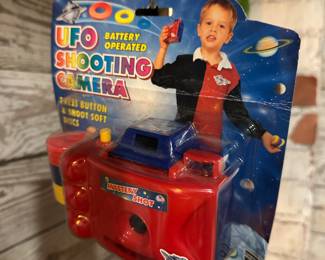 UFO
BATTERY
OPERATED
SHOOTING
CAMERA
PRESS BUTTON
& SHOOT SOFT
DISCS
MYSTERY
SHOT